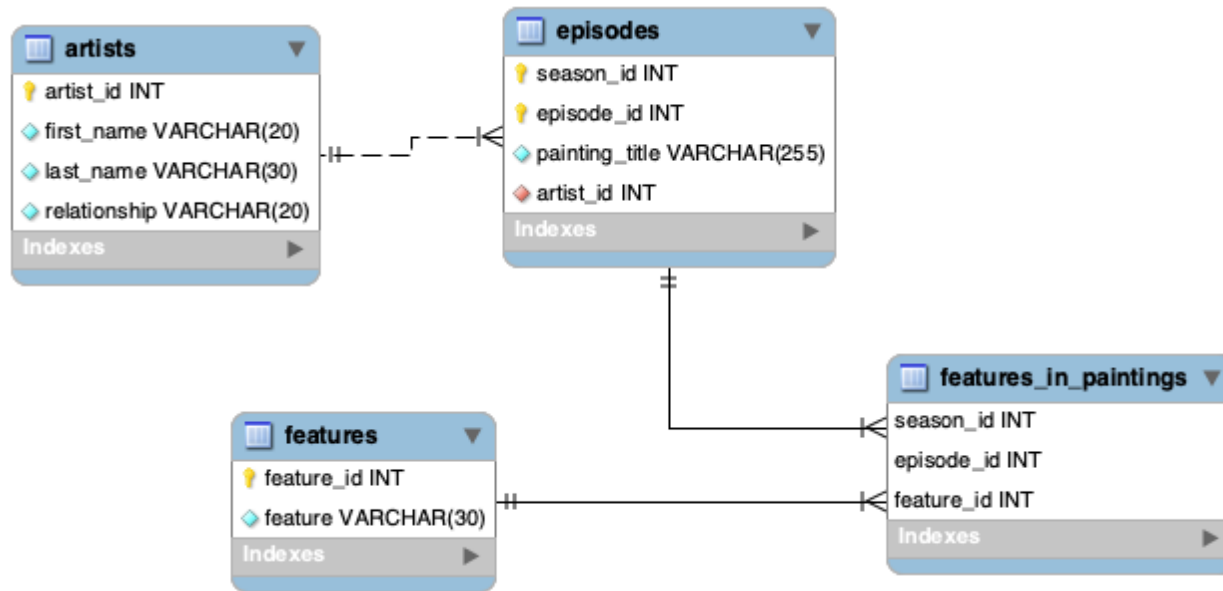 artists
artist_id INT
first_name VARCHAR(20)
last_name VARCHAR(30)
relationship VARCHAR(20)
Indexes
episodes
season_id INT
episode_id INT
painting_title VARCHAR(255)
artist_id INT
Indexes
features
feature_id INT
feature VARCHAR(30)
Indexes
features_in_paintings
season_id INT
episode_id INT
feature_id INT
Indexes